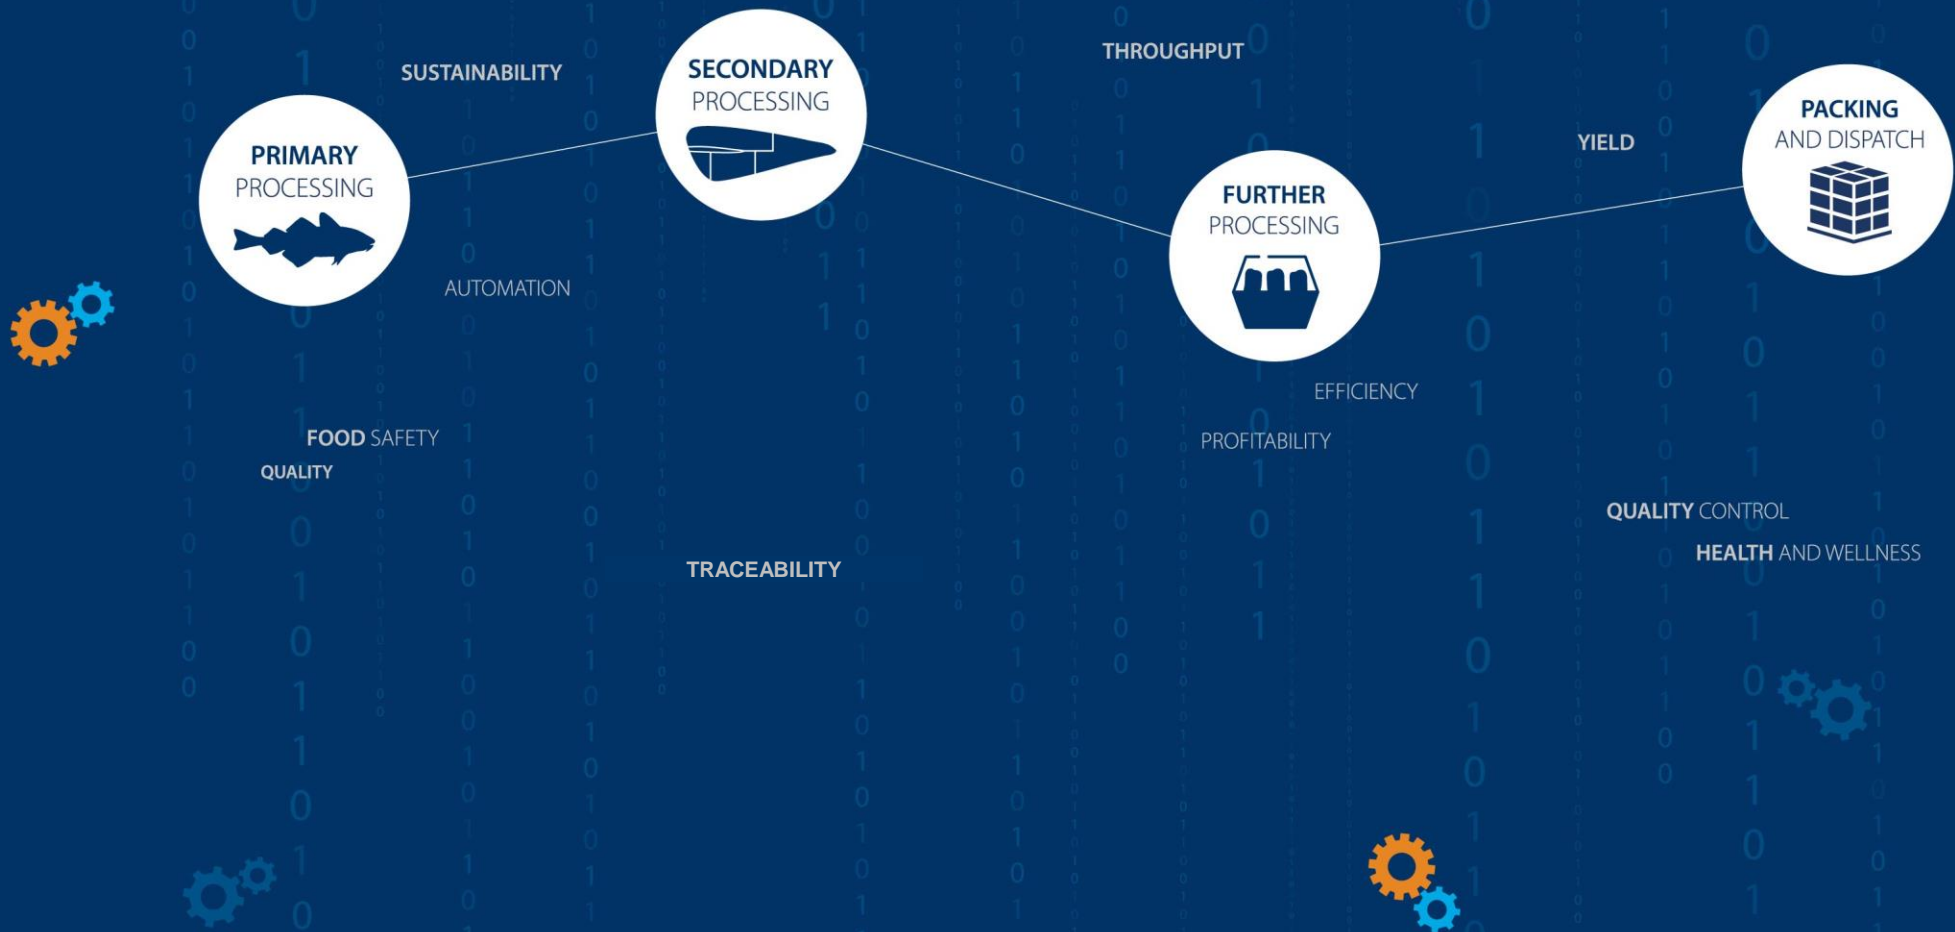 THROUGHPUT
SUSTAINABILITY
SECONDARY
PROCESSING
PACKING
AND DISPATCH
YIELD
PRIMARY
PROCESSING
FURTHER
PROCESSING
AUTOMATION
EFFICIENCY
FOOD SAFETY
PROFITABILITY
QUALITY
QUALITY CONTROL
HEALTH AND WELLNESS
TRACEABILITY